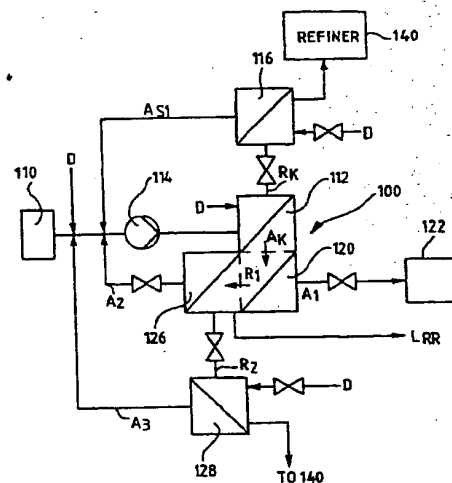 REFINER
140
116
AS1
D
D
110
114
RK
D
112
100
AK
122
R1
120
A2
126
A1
LRR
R2
D
A3
128
TO 140